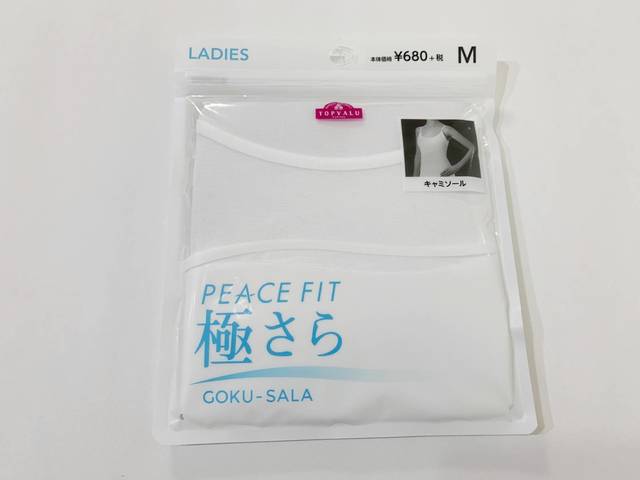 LADIES
本体価格 ¥680+税 M
TOPVALU
キャミソール
PEACE FIT
極さら
GOKU-SALA